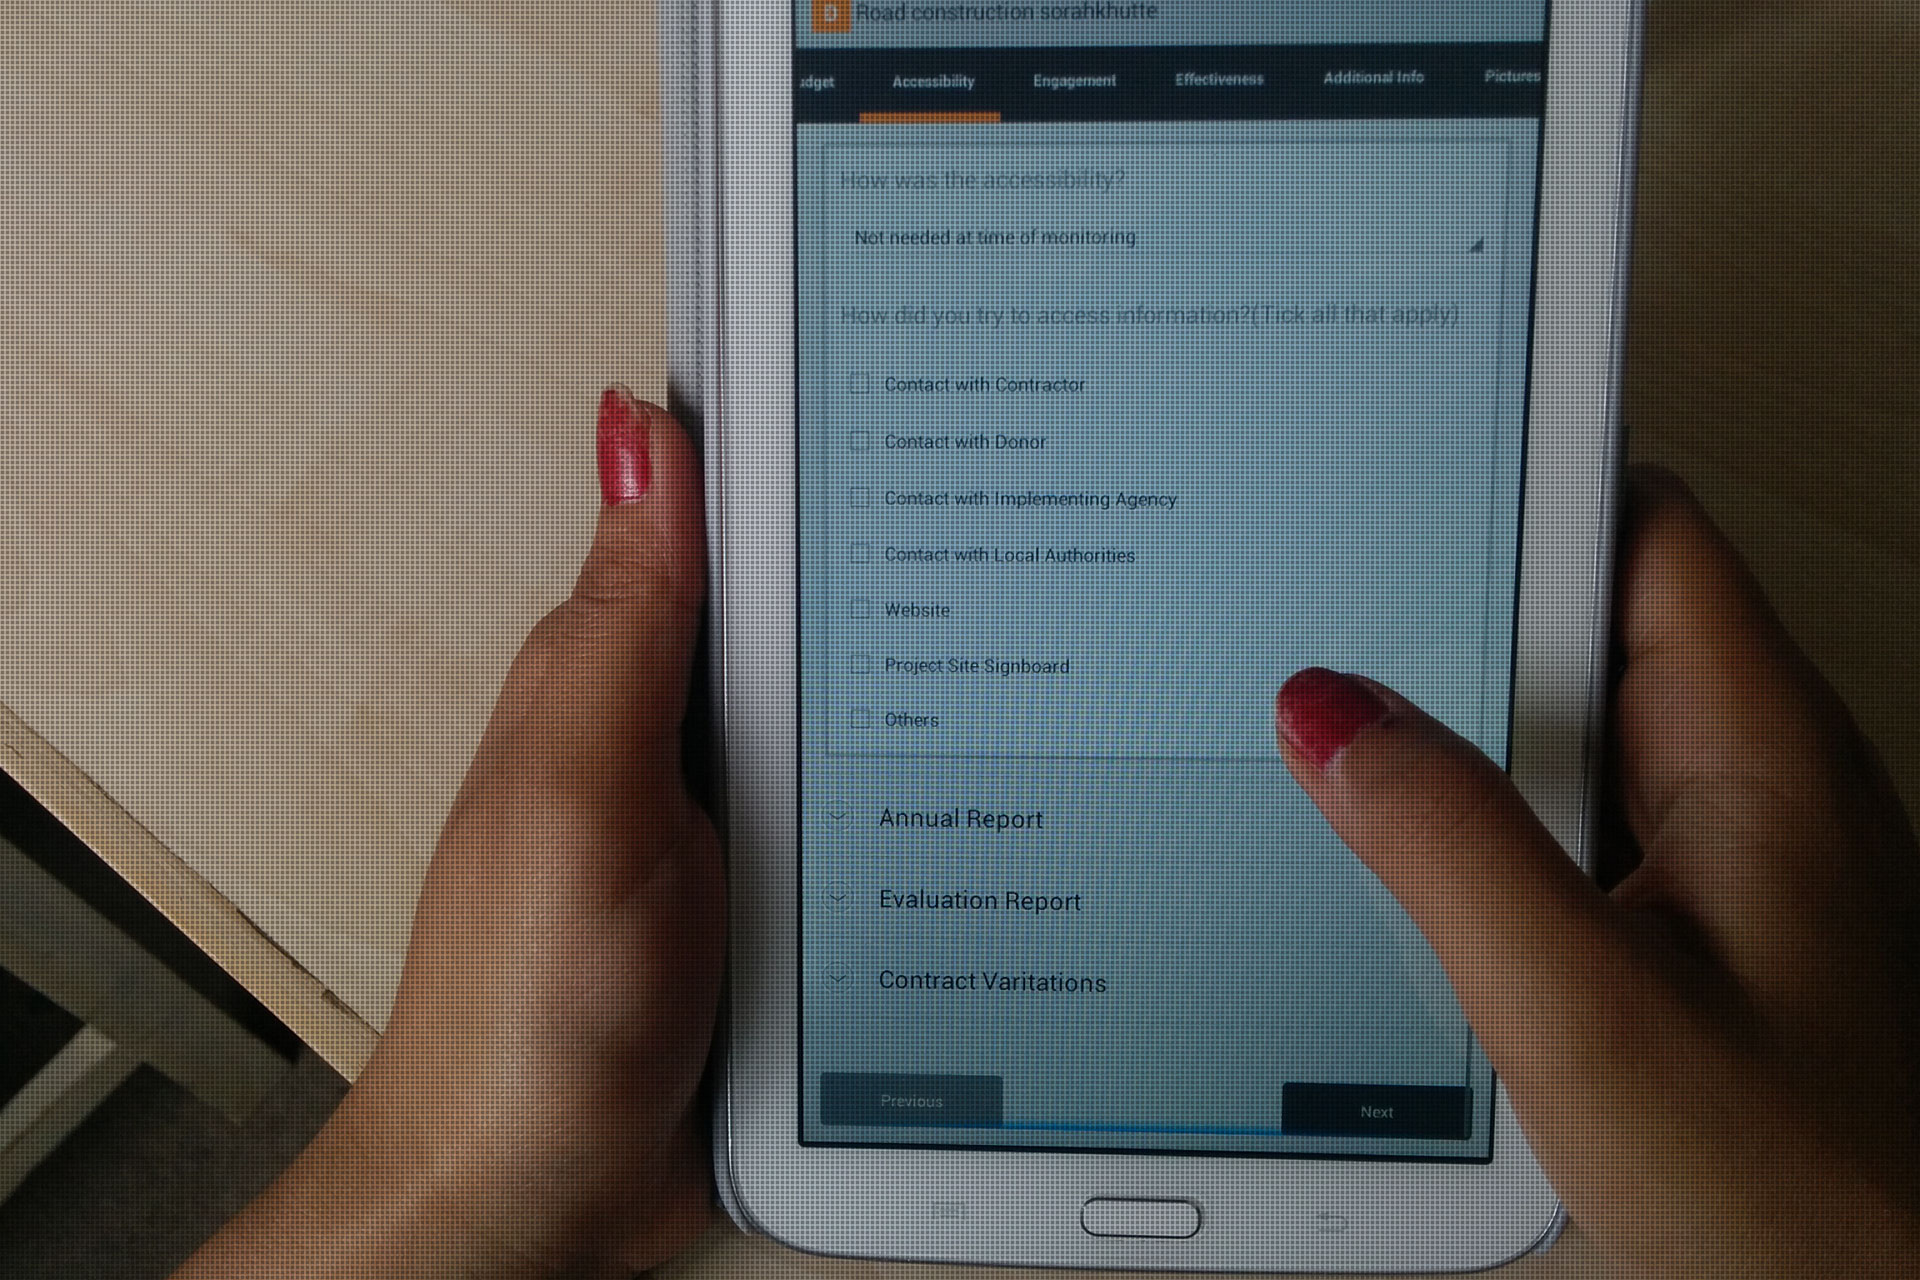 D Road construction sorahkhutte
udget Accessibility Engagement Effectiveness Additional Info Pictures
How was the accessibility?
Not needed at time of monitoring
How did you try to access information?(Tick all that apply)
Contact with Contractor
Contact with Donor
Contact with Implementing Agency
Contact with Local Authorities
Website
Project Site Signboard
Others
Annual Report
Evaluation Report
Contract Varitations
Previous Next